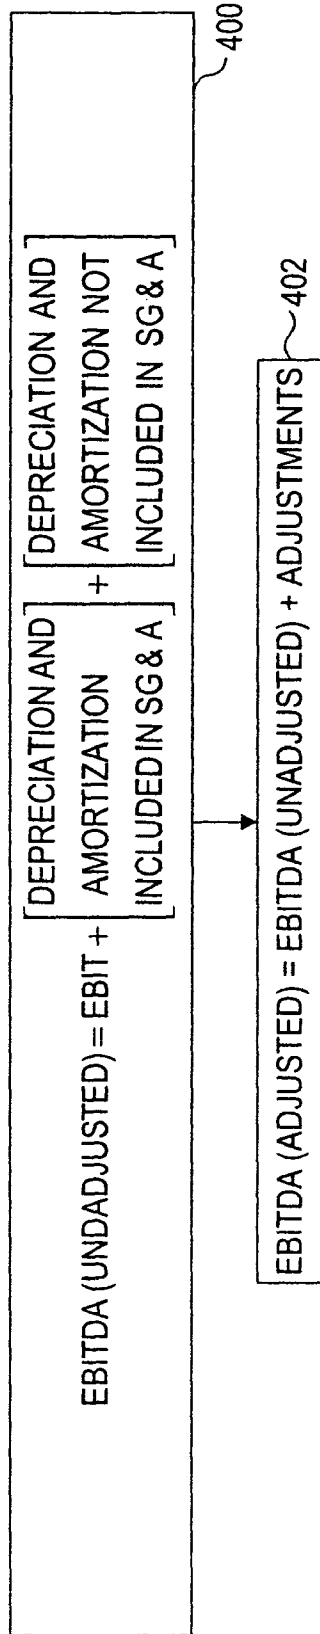 EBITDA (UNDADJUSTED) = EBIT + [DEPRECIATION AND AMORTIZATION INCLUDED IN SG & A] + [DEPRECIATION AND AMORTIZATION NOT INCLUDED IN SG & A]
400
EBITDA (ADJUSTED) = EBITDA (UNADJUSTED) + ADJUSTMENTS
402